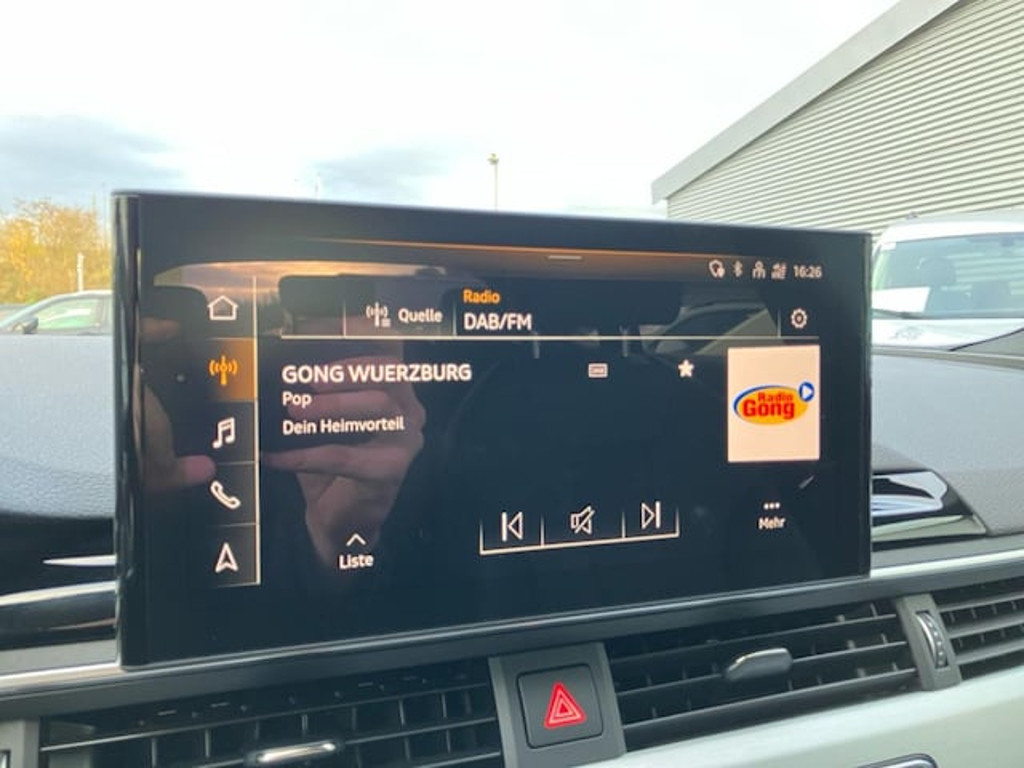 16:26
Quelle
Radio
DAB/FM
GONG WUERZBURG
Pop
Dein Heimvorteil
Radio
Gong
Liste
Mehr